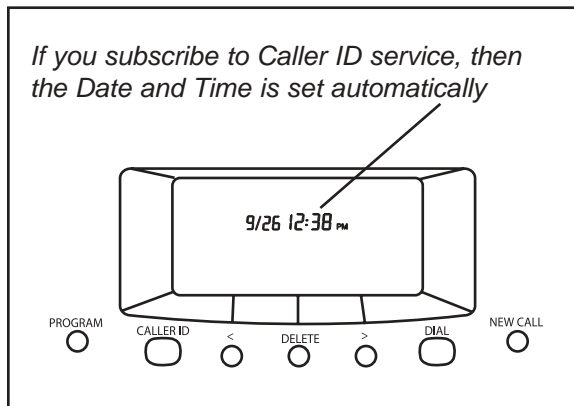 If you subscribe to Caller ID service, then
the Date and Time is set automatically
9/26 12:38 PM
PROGRAM
CALLER ID
<
DELETE
>
DIAL
NEW CALL